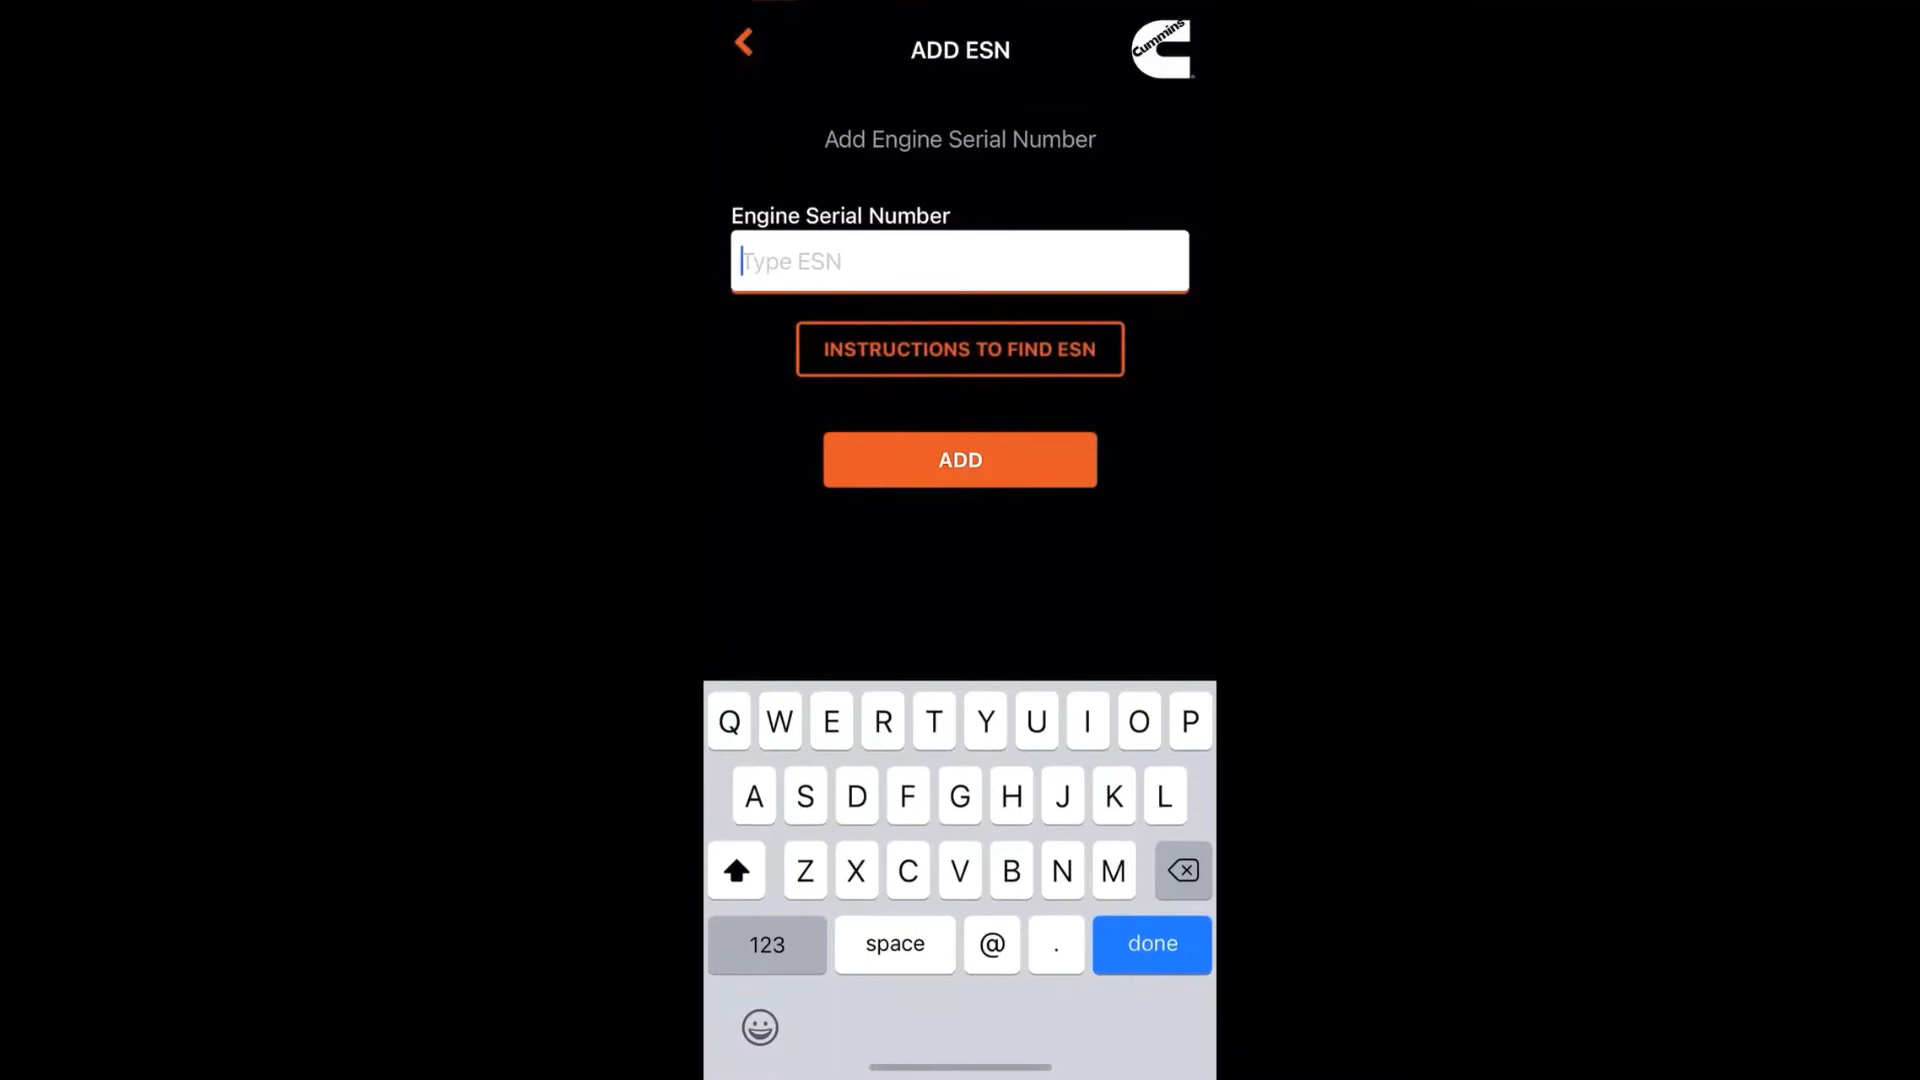 ADD ESN
Cummins
Add Engine Serial Number
Engine Serial Number
Type ESN
INSTRUCTIONS TO FIND ESN
ADD
Q W E R T Y U I O P
A S D F G H J K L
Z X C V B N M
123 space @ . done